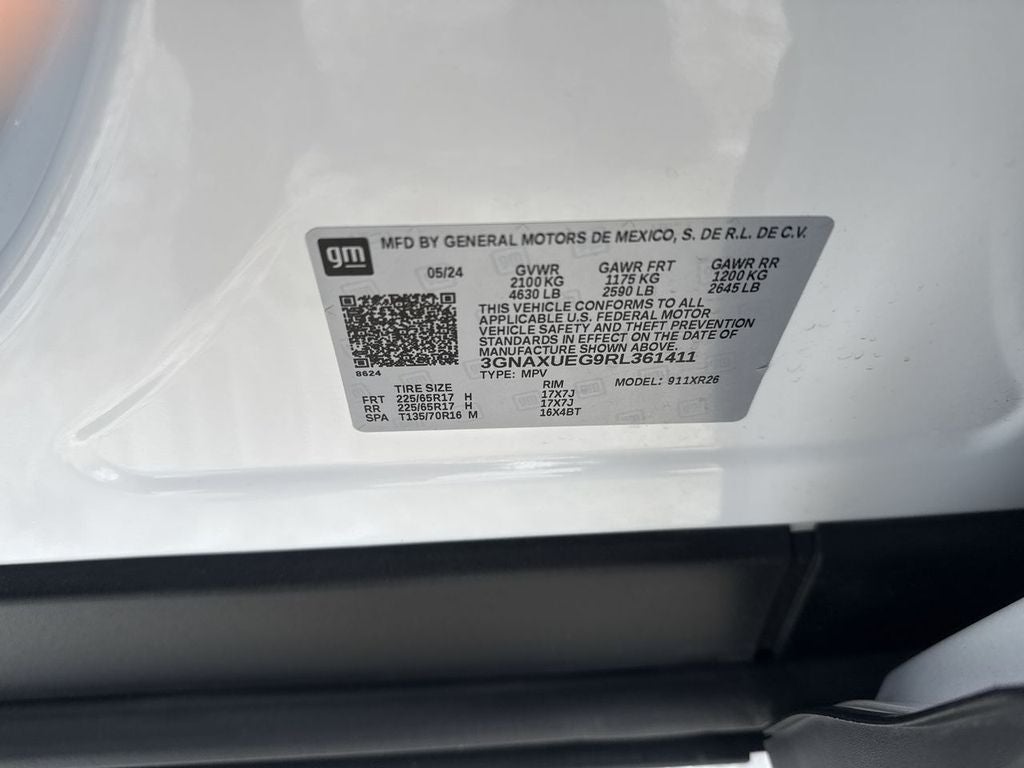 gm MFD BY GENERAL MOTORS DE MEXICO, S. DE R.L. DE C.V.
05/24 GVWR GAWR FRT GAWR RR
2100 KG 1175 KG 1200 KG
4630 LB 2590 LB 2645 LB
THIS VEHICLE CONFORMS TO ALL
APPLICABLE U.S. FEDERAL MOTOR
VEHICLE SAFETY AND THEFT PREVENTION
STANDARDS IN EFFECT ON THE DATE OF
MANUFACTURE SHOWN ABOVE.
3GNAXUEG9RL361411
8624 TYPE: MPV MODEL: 911XR26
TIRE SIZE RIM
FRT 225/65R17 H 17X7J
RR 225/65R17 H 17X7J
SPA T135/70R16 M 16X4BT